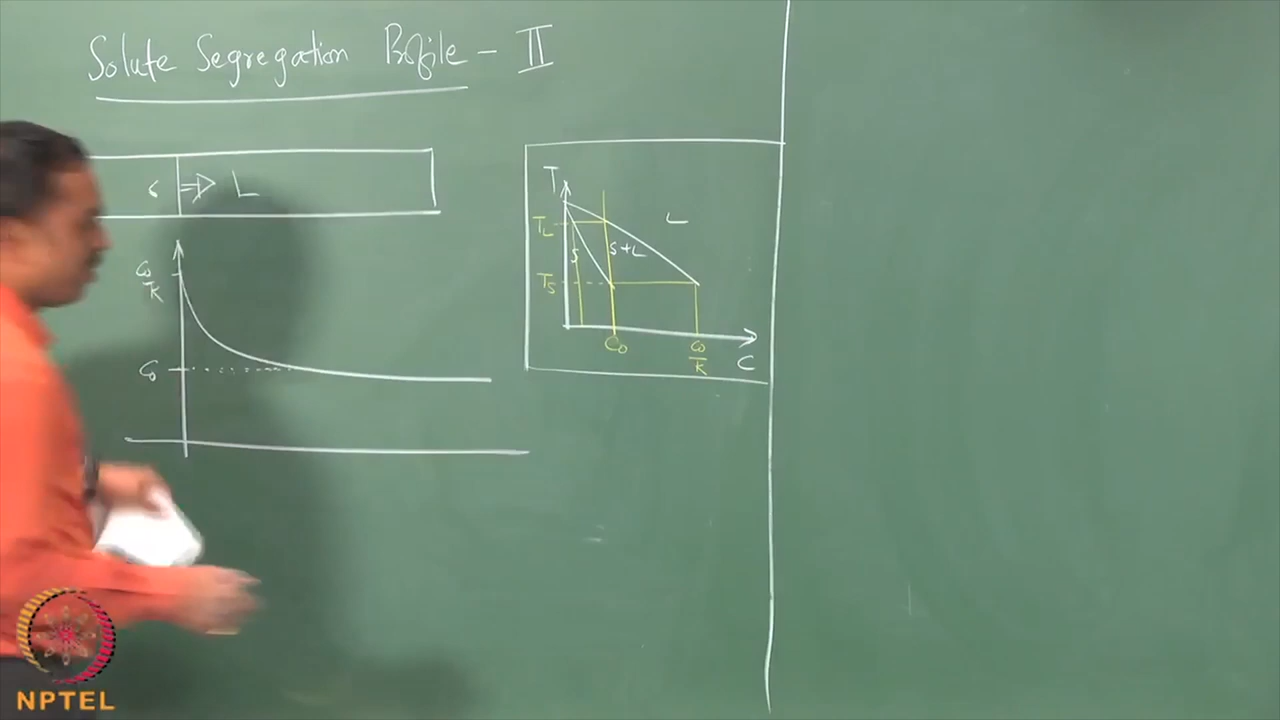 Solute Segregation Profile - II
S ⇒ L
C0/K
C0
T
TL
L
S
S+L
TS
C0
C0/K
C
NPTEL